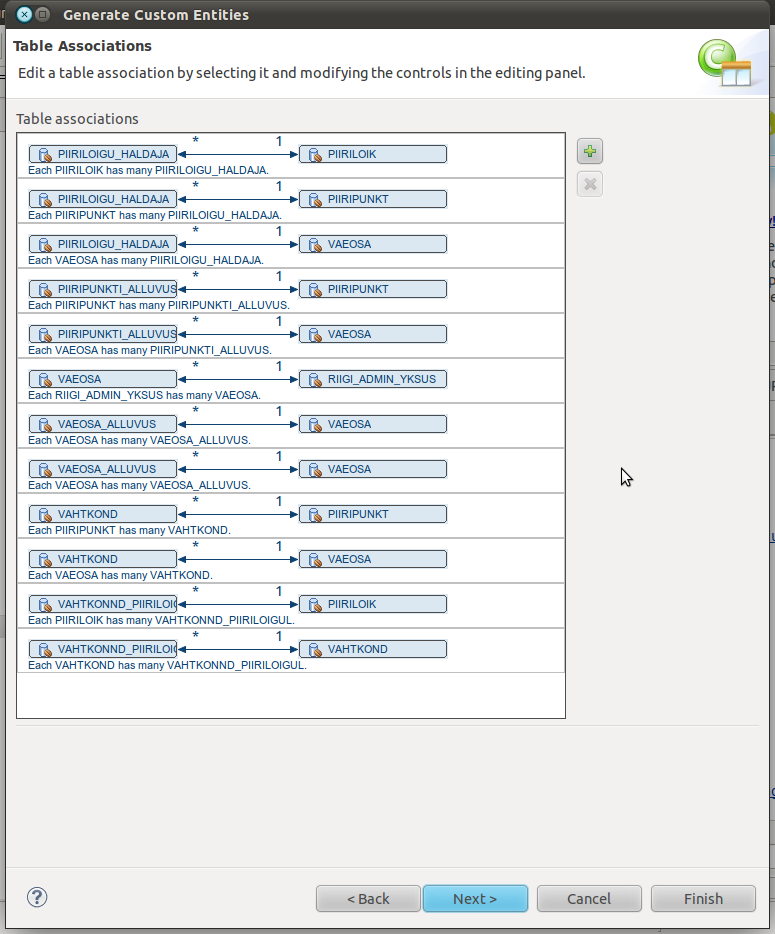 Generate Custom Entities
Table Associations
Edit a table association by selecting it and modifying the controls in the editing panel.
Table associations
PIIRILOIGU_HALDAJA * 1 PIIRILOIK
Each PIIRILOIK has many PIIRILOIGU_HALDAJA.
PIIRILOIGU_HALDAJA * 1 PIIRIPUNKT
Each PIIRIPUNKT has many PIIRILOIGU_HALDAJA.
PIIRILOIGU_HALDAJA * 1 VAEOSA
Each VAEOSA has many PIIRILOIGU_HALDAJA.
PIIRIPUNKTI_ALLUVUS * 1 PIIRIPUNKT
Each PIIRIPUNKT has many PIIRIPUNKTI_ALLUVUS.
PIIRIPUNKTI_ALLUVUS * 1 VAEOSA
Each VAEOSA has many PIIRIPUNKTI_ALLUVUS.
VAEOSA * 1 RIIGI_ADMIN_YKSUS
Each RIIGI_ADMIN_YKSUS has many VAEOSA.
VAEOSA_ALLUVUS * 1 VAEOSA
Each VAEOSA has many VAEOSA_ALLUVUS.
VAEOSA_ALLUVUS * 1 VAEOSA
Each VAEOSA has many VAEOSA_ALLUVUS.
VAHTKOND * 1 PIIRIPUNKT
Each PIIRIPUNKT has many VAHTKOND.
VAHTKOND * 1 VAEOSA
Each VAEOSA has many VAHTKOND.
VAHTKONND_PIIRILOIG * 1 PIIRILOIK
Each PIIRILOIK has many VAHTKONND_PIIRILOIGUL.
VAHTKONND_PIIRILOIG * 1 VAHTKOND
Each VAHTKOND has many VAHTKONND_PIIRILOIGUL.
< Back Next > Cancel Finish